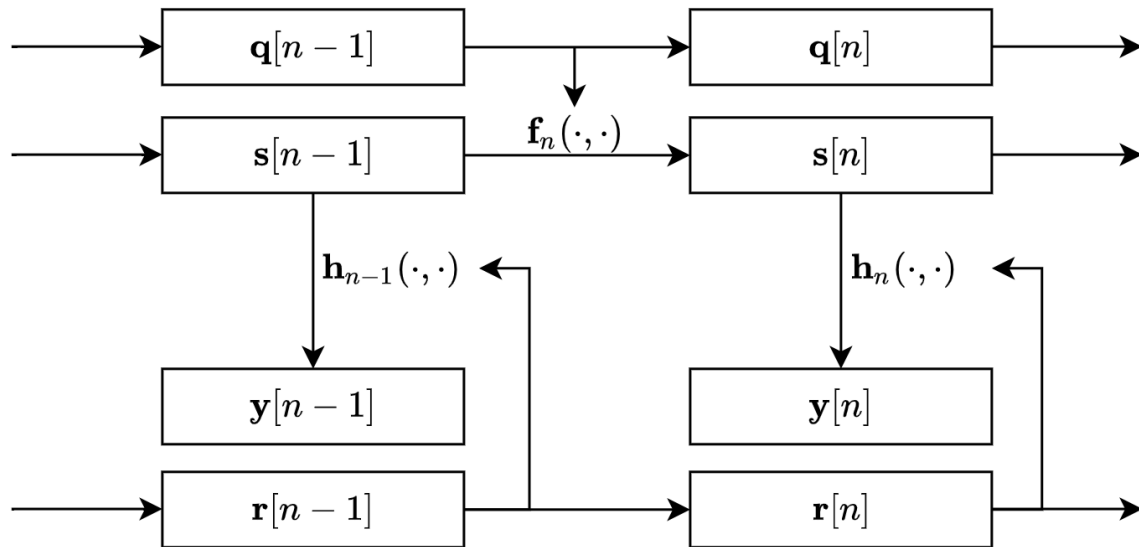 q[n − 1] q[n]
f_n(·,·)
s[n − 1] s[n]
h_{n−1}(·,·) h_n(·,·)
y[n − 1] y[n]
r[n − 1] r[n]